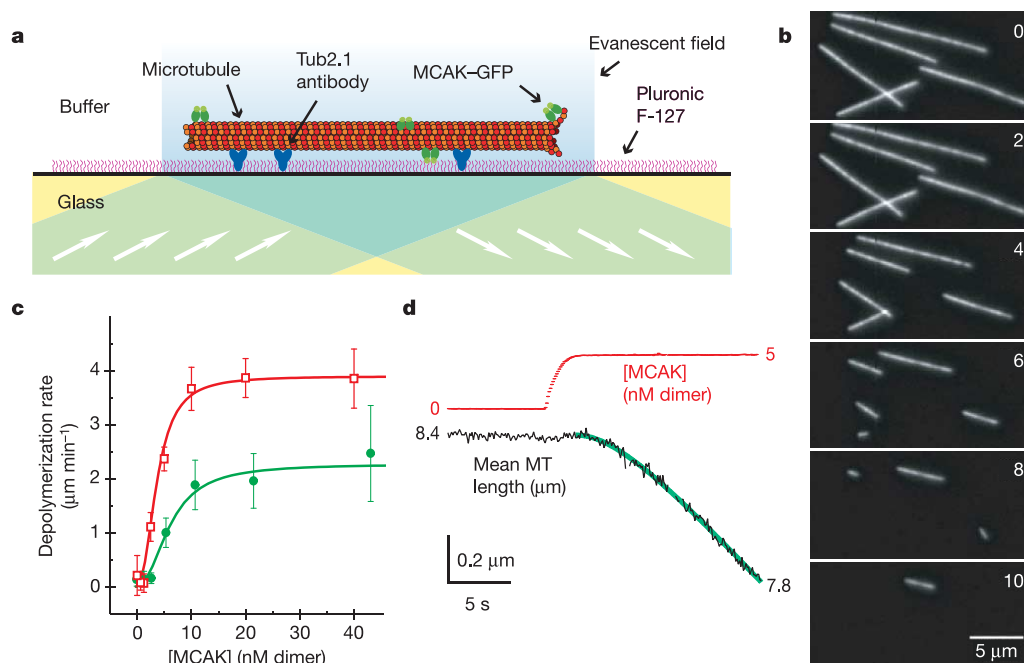 a
Microtubule
Tub2.1
antibody
MCAK–GFP
Evanescent field
Buffer
Pluronic
F-127
Glass
b
0
2
4
6
8
10
5 μm
c
Depolymerization rate
(μm min⁻¹)
4
3
2
1
0
0 10 20 30 40
[MCAK] (nM dimer)
d
0
5
[MCAK]
(nM dimer)
8.4
Mean MT
length (μm)
0.2 μm
5 s
7.8